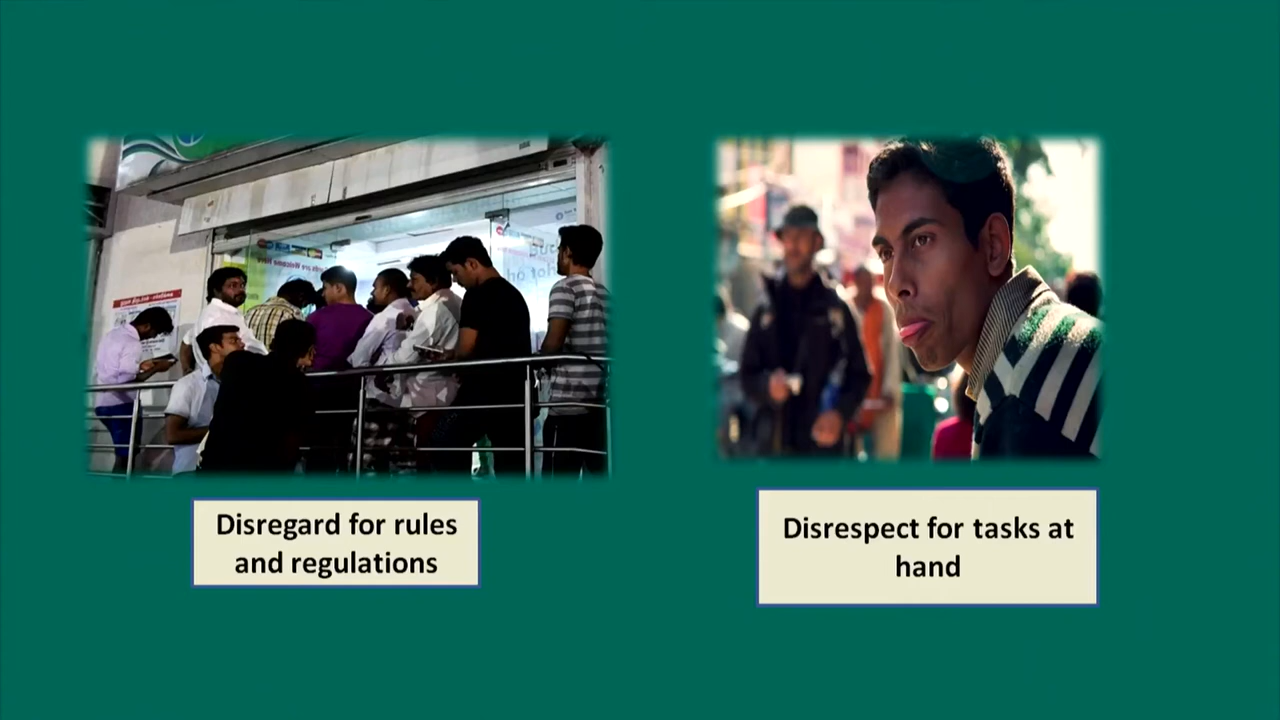 Disregard for rules
and regulations
Disrespect for tasks at
hand